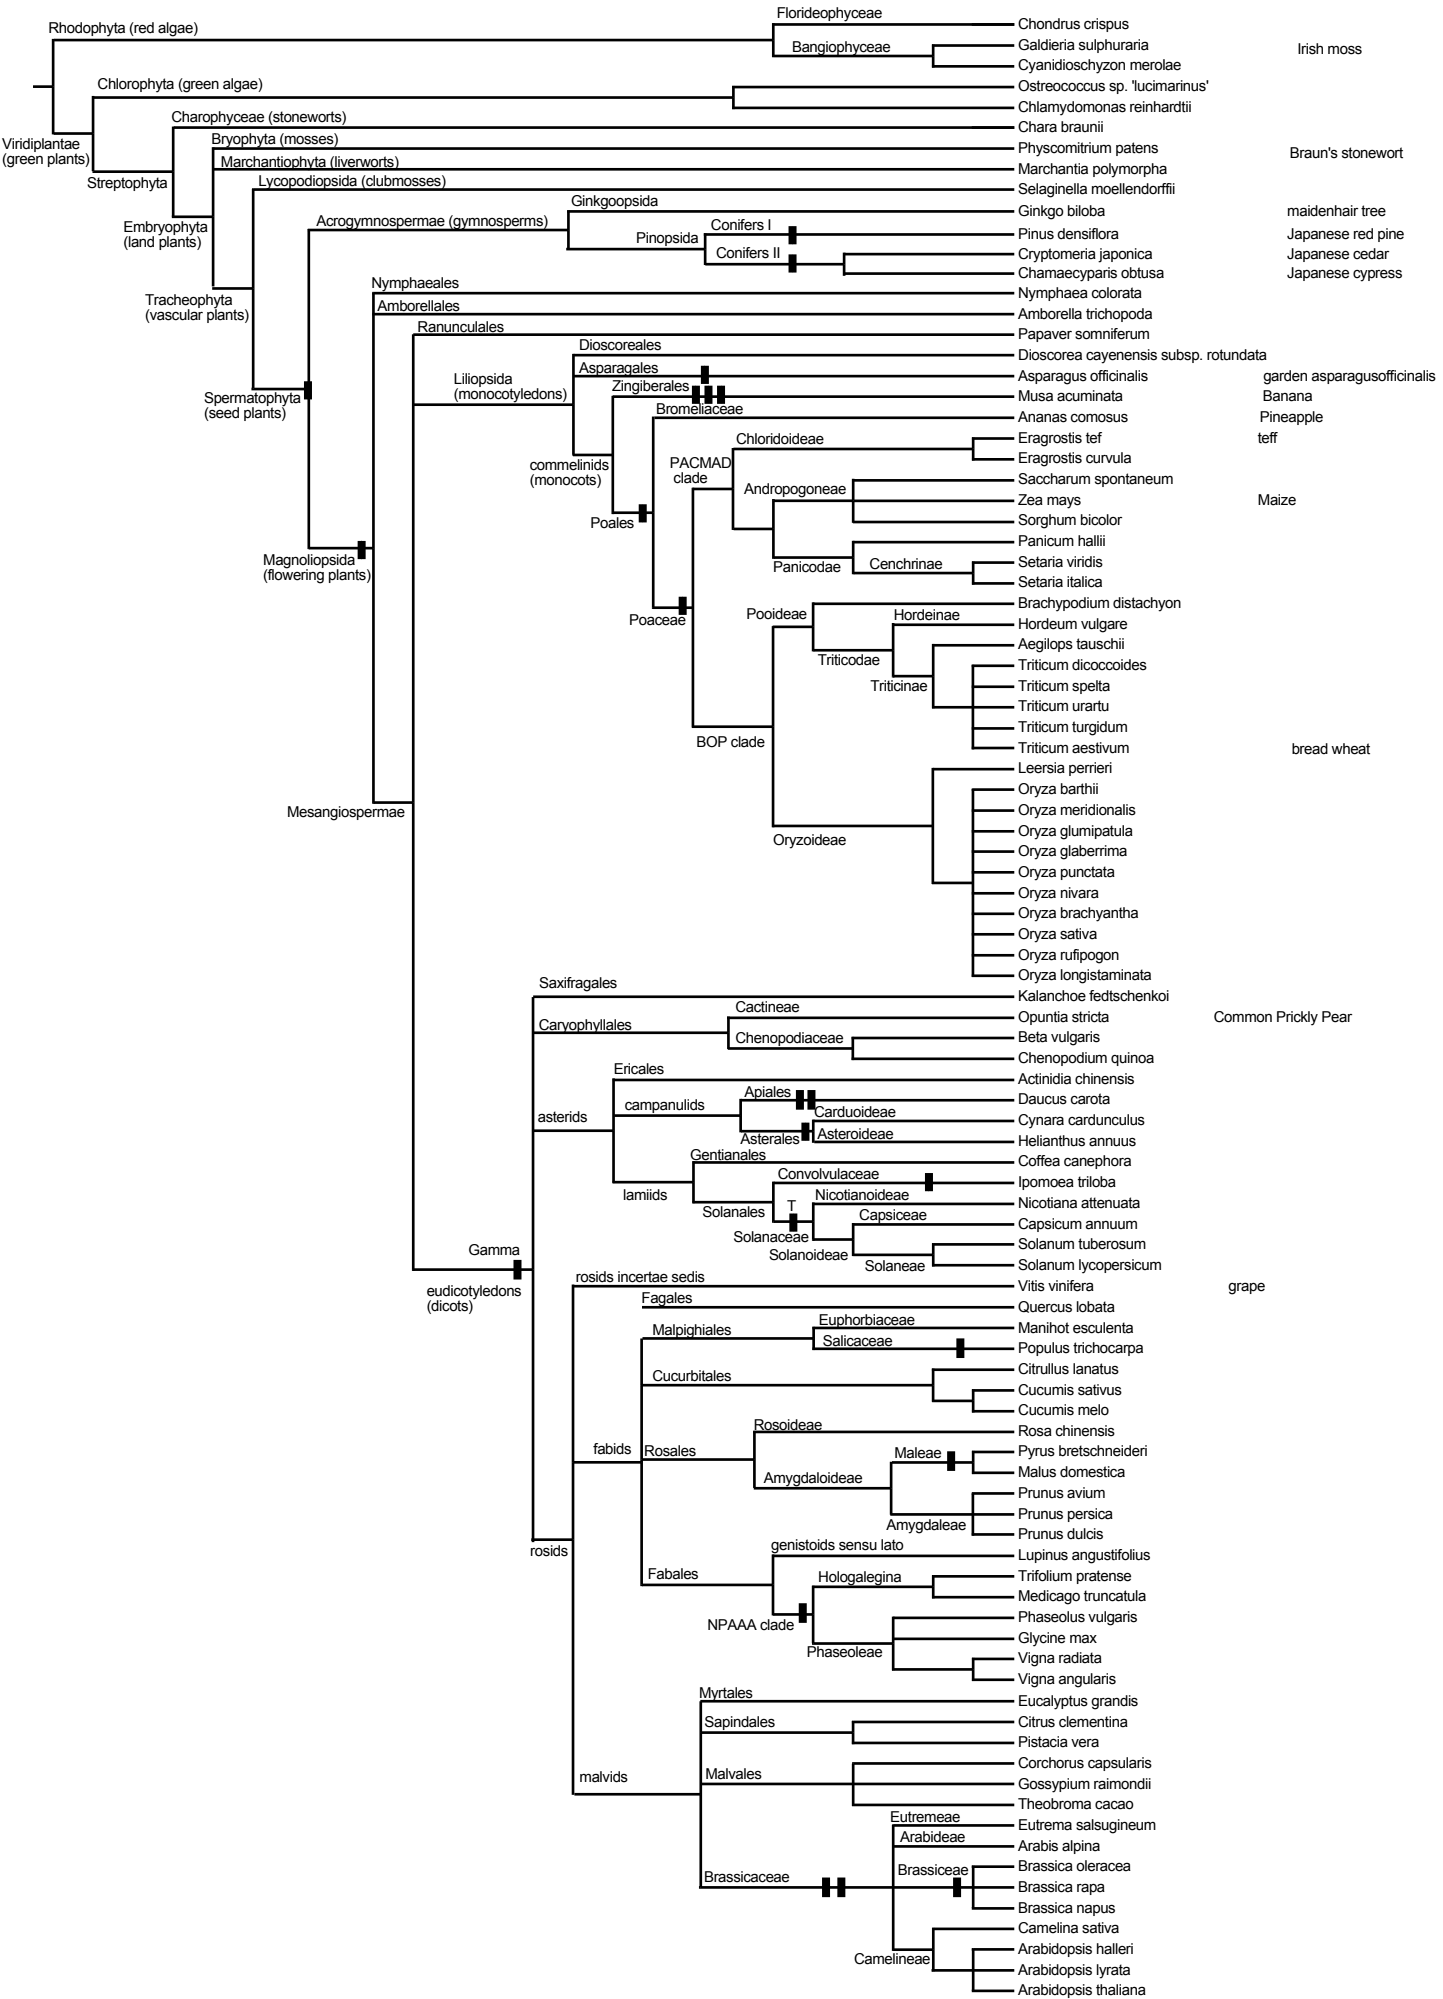 Florideophyceae
Rhodophyta (red algae)
Chondrus crispus
Bangiophyceae
Galdieria sulphuraria
Irish moss
Cyanidioschyzon merolae
Chlorophyta (green algae)
Ostreococcus sp. 'lucimarinus'
Chlamydomonas reinhardtii
Charophyceae (stoneworts)
Chara braunii
Viridiplantae
(green plants)
Bryophyta (mosses)
Physcomitrium patens
Braun's stonewort
Marchantiophyta (liverworts)
Marchantia polymorpha
Streptophyta
Lycopodiopsida (clubmosses)
Selaginella moellendorffii
Ginkgoopsida
Ginkgo biloba
maidenhair tree
Embryophyta
(land plants)
Acrogymnospermae (gymnosperms)
Conifers I
Pinopsida
Pinus densiflora
Japanese red pine
Conifers II
Cryptomeria japonica
Japanese cedar
Chamaecyparis obtusa
Japanese cypress
Nymphaeales
Nymphaea colorata
Tracheophyta
(vascular plants)
Amborellales
Amborella trichopoda
Ranunculales
Papaver somniferum
Dioscoreales
Dioscorea cayenensis subsp. rotundata
Liliopsida
(monocotyledons)
Asparagales
Asparagus officinalis
garden asparagusofficinalis
Spermatophyta
(seed plants)
Zingiberales
Musa acuminata
Banana
Bromeliaceae
Ananas comosus
Pineapple
Chloridoideae
Eragrostis tef
teff
commelinids
(monocots)
PACMAD
clade
Eragrostis curvula
Andropogoneae
Saccharum spontaneum
Zea mays
Maize
Poales
Sorghum bicolor
Magnoliopsida
(flowering plants)
Panicum hallii
Panicodae
Cenchrinae
Setaria viridis
Setaria italica
Poaceae
Pooideae
Brachypodium distachyon
Hordeinae
Hordeum vulgare
Triticodae
Aegilops tauschii
Triticinae
Triticum dicoccoides
Triticum spelta
Triticum urartu
Triticum turgidum
BOP clade
Triticum aestivum
bread wheat
Leersia perrieri
Oryza barthii
Mesangiospermae
Oryza meridionalis
Oryzoideae
Oryza glumipatula
Oryza glaberrima
Oryza punctata
Oryza nivara
Oryza brachyantha
Oryza sativa
Oryza rufipogon
Oryza longistaminata
Saxifragales
Kalanchoe fedtschenkoi
Cactineae
Opuntia stricta
Common Prickly Pear
Caryophyllales
Chenopodiaceae
Beta vulgaris
Chenopodium quinoa
Ericales
Actinidia chinensis
asterids
campanulids
Apiales
Daucus carota
Carduoideae
Cynara cardunculus
Asterales
Asteroideae
Helianthus annuus
Gentianales
Coffea canephora
lamiids
Convolvulaceae
Ipomoea triloba
Solanales
T
Nicotianoideae
Nicotiana attenuata
Solanaceae
Capsiceae
Capsicum annuum
Solanoideae
Solanum tuberosum
Solaneae
Solanum lycopersicum
Gamma
eudicotyledons
(dicots)
rosids incertae sedis
Vitis vinifera
grape
Fagales
Quercus lobata
Malpighiales
Euphorbiaceae
Manihot esculenta
Salicaceae
Populus trichocarpa
Cucurbitales
Citrullus lanatus
Cucumis sativus
Cucumis melo
fabids
Rosales
Rosoideae
Rosa chinensis
Amygdaloideae
Maleae
Pyrus bretschneideri
Malus domestica
Prunus avium
Amygdaleae
Prunus persica
Prunus dulcis
rosids
genistoids sensu lato
Lupinus angustifolius
Fabales
Hologalegina
Trifolium pratense
Medicago truncatula
NPAAA clade
Phaseolus vulgaris
Phaseoleae
Glycine max
Vigna radiata
Vigna angularis
Myrtales
Eucalyptus grandis
Sapindales
Citrus clementina
Pistacia vera
malvids
Malvales
Corchorus capsularis
Gossypium raimondii
Theobroma cacao
Eutremeae
Eutrema salsugineum
Arabideae
Arabis alpina
Brassicaceae
Brassiceae
Brassica oleracea
Brassica rapa
Brassica napus
Camelineae
Camelina sativa
Arabidopsis halleri
Arabidopsis lyrata
Arabidopsis thaliana